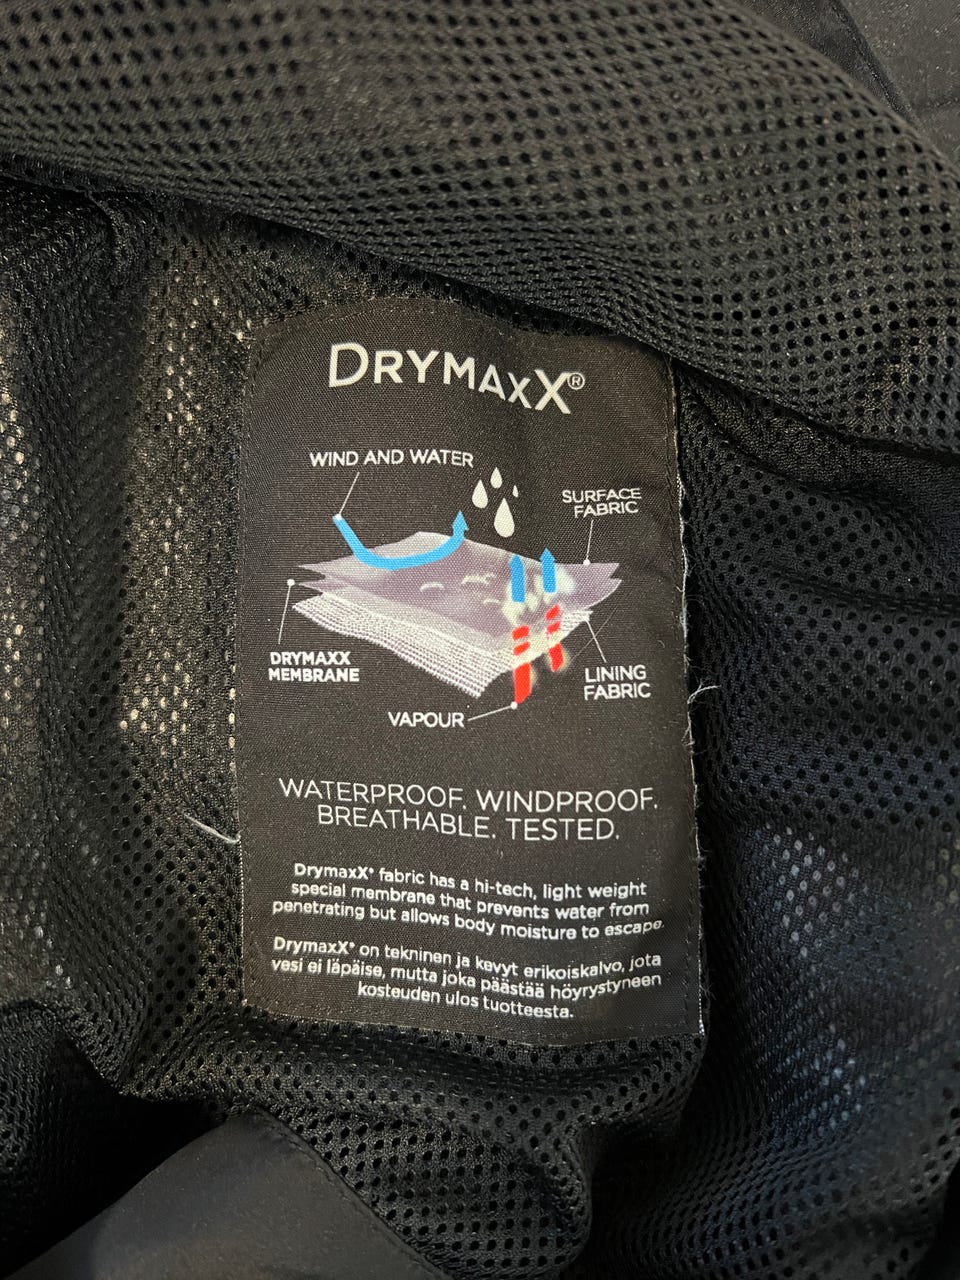 DRYMAXX®
WIND AND WATER
SURFACE
FABRIC
DRYMAXX
MEMBRANE
LINING
FABRIC
VAPOUR
WATERPROOF. WINDPROOF.
BREATHABLE. TESTED.
DrymaxX® fabric has a hi-tech, light weight
special membrane that prevents water from
penetrating but allows body moisture to escape.
DrymaxX® on tekninen ja kevyt erikoiskalvo, jota
vesi ei läpäise, mutta joka päästää höyrystyneen
kosteuden ulos tuotteesta.